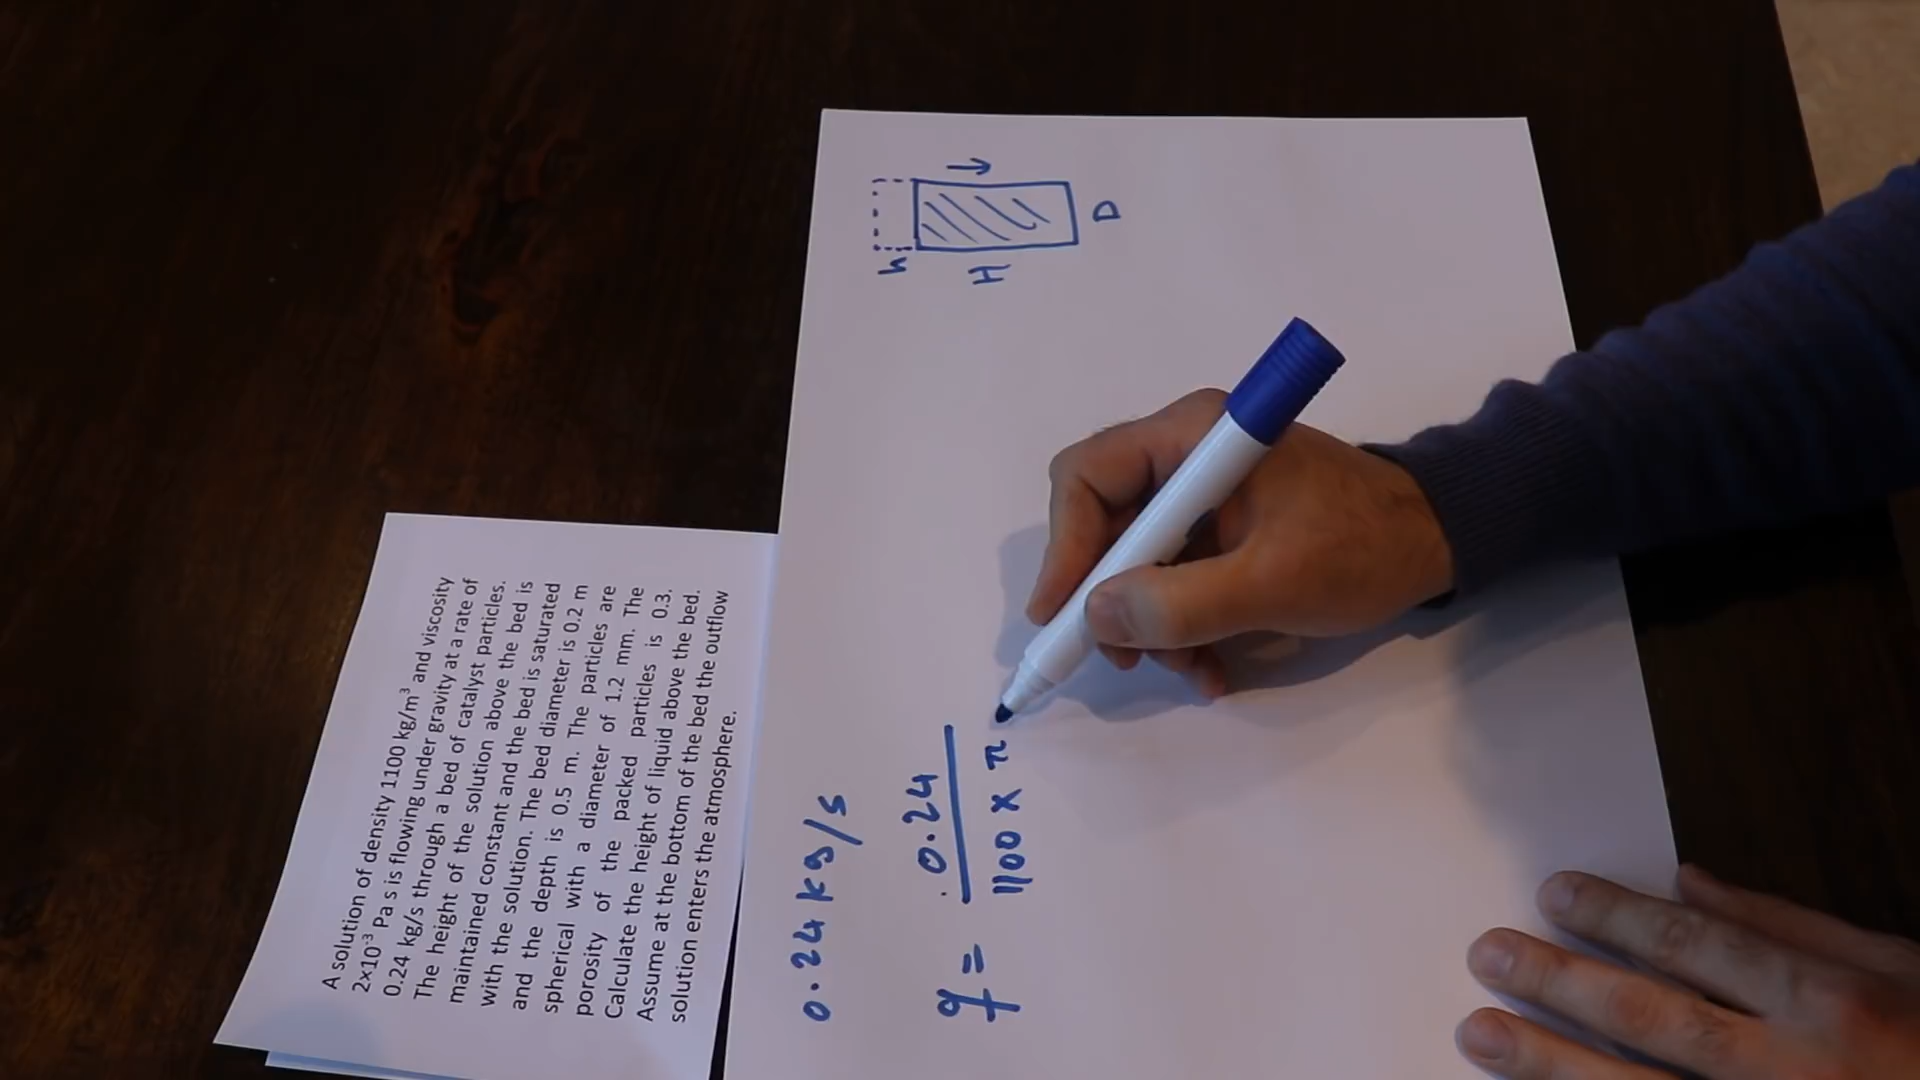 A solution of density 1100 kg/m³ and viscosity
2×10⁻³ Pa s is flowing under gravity at a rate of
0.24 kg/s through a bed of catalyst particles.
The height of the solution above the bed is
maintained constant and the bed is saturated
with the solution. The bed diameter is 0.2 m
and the depth is 0.5 m. The particles are
spherical with a diameter of 1.2 mm. The
porosity of the packed particles is 0.3.
Calculate the height of liquid above the bed.
Assume at the bottom of the bed the outflow
solution enters the atmosphere.
h
H
D
0.24 kg/s
q = 0.24
1100 × π